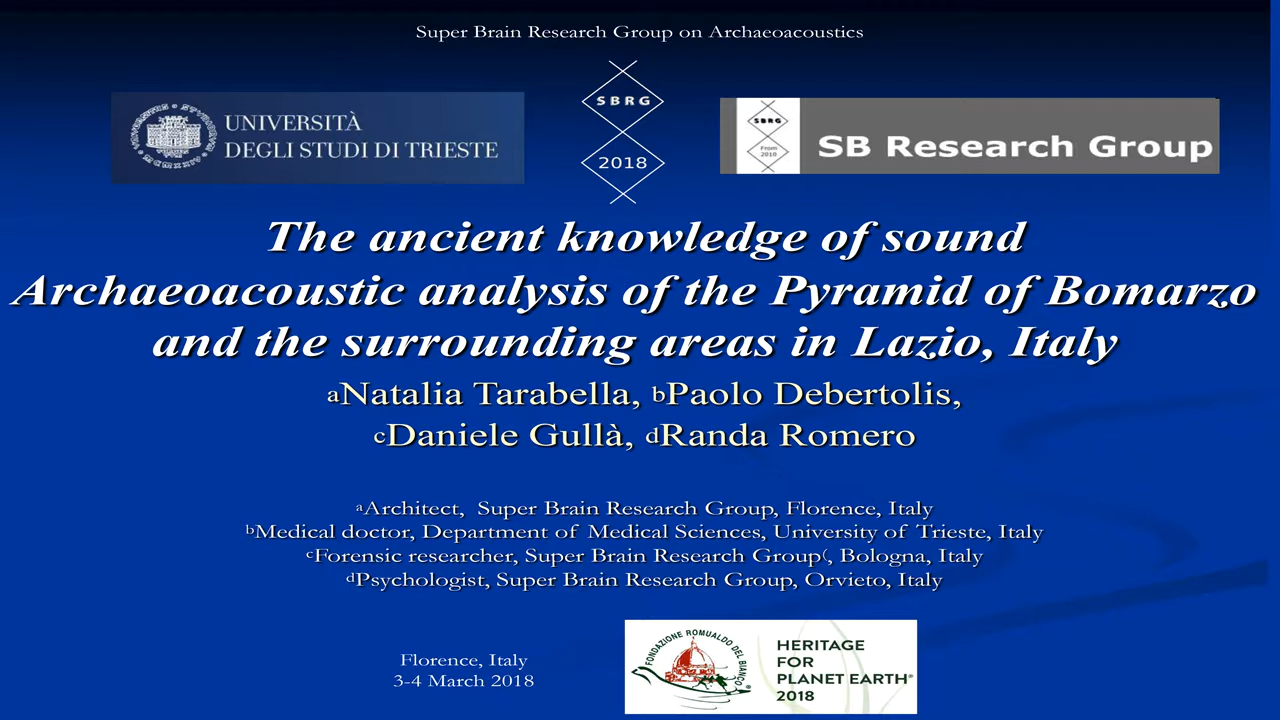 Super Brain Research Group on Archaeoacoustics
SBRG
2018
UNIVERSITÀ
DEGLI STUDI DI TRIESTE
SBRG
From
2018
SB Research Group
The ancient knowledge of sound
Archaeoacoustic analysis of the Pyramid of Bomarzo
and the surrounding areas in Lazio, Italy
aNatalia Tarabella, bPaolo Debertolis,
cDaniele Gullà, dRanda Romero
aArchitect, Super Brain Research Group, Florence, Italy
bMedical doctor, Department of Medical Sciences, University of Trieste, Italy
cForensic researcher, Super Brain Research Group(, Bologna, Italy
dPsychologist, Super Brain Research Group, Orvieto, Italy
Florence, Italy
3-4 March 2018
FONDAZIONE ROMUALDO DEL BIANCO®
HERITAGE
FOR
PLANET EARTH®
2018